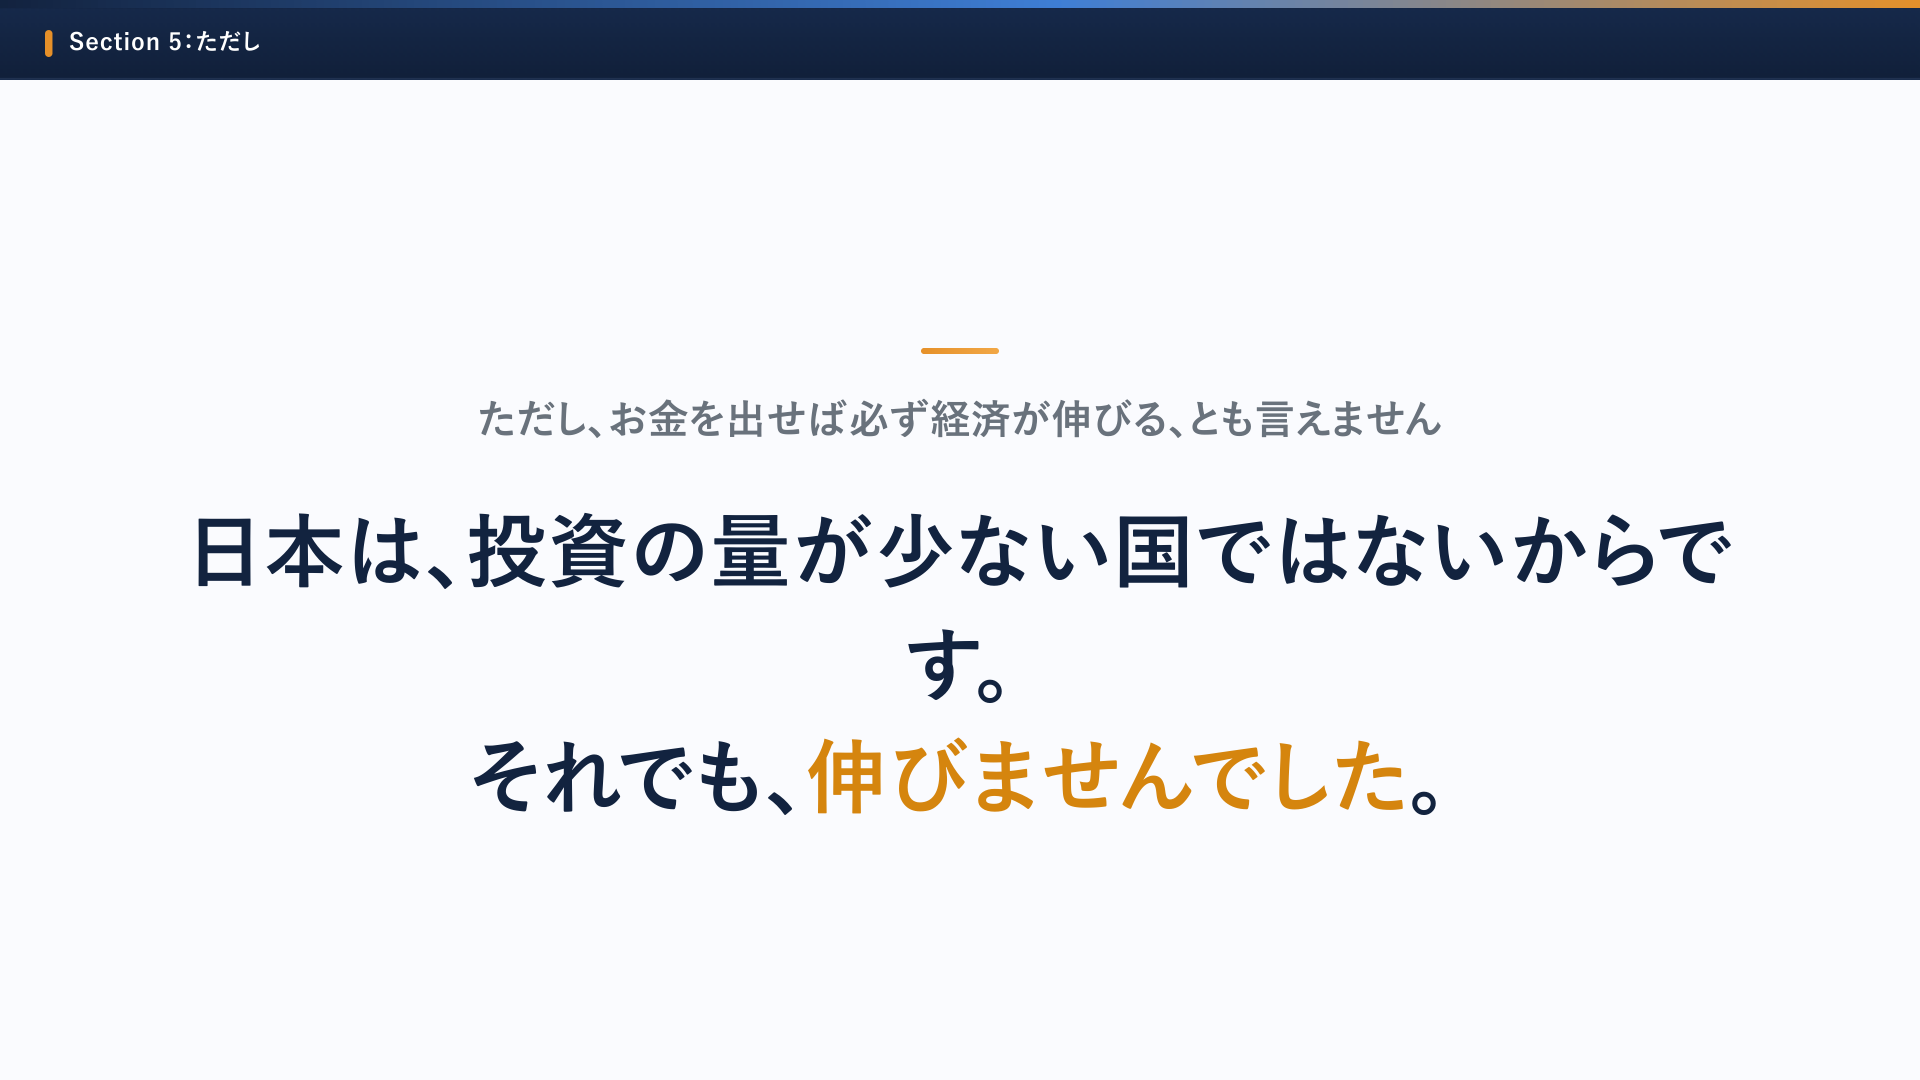 Section 5：ただし
ただし、お金を出せば必ず経済が伸びる、とも言えません
日本は、投資の量が少ない国ではないからで
す。
それでも、伸びませんでした。